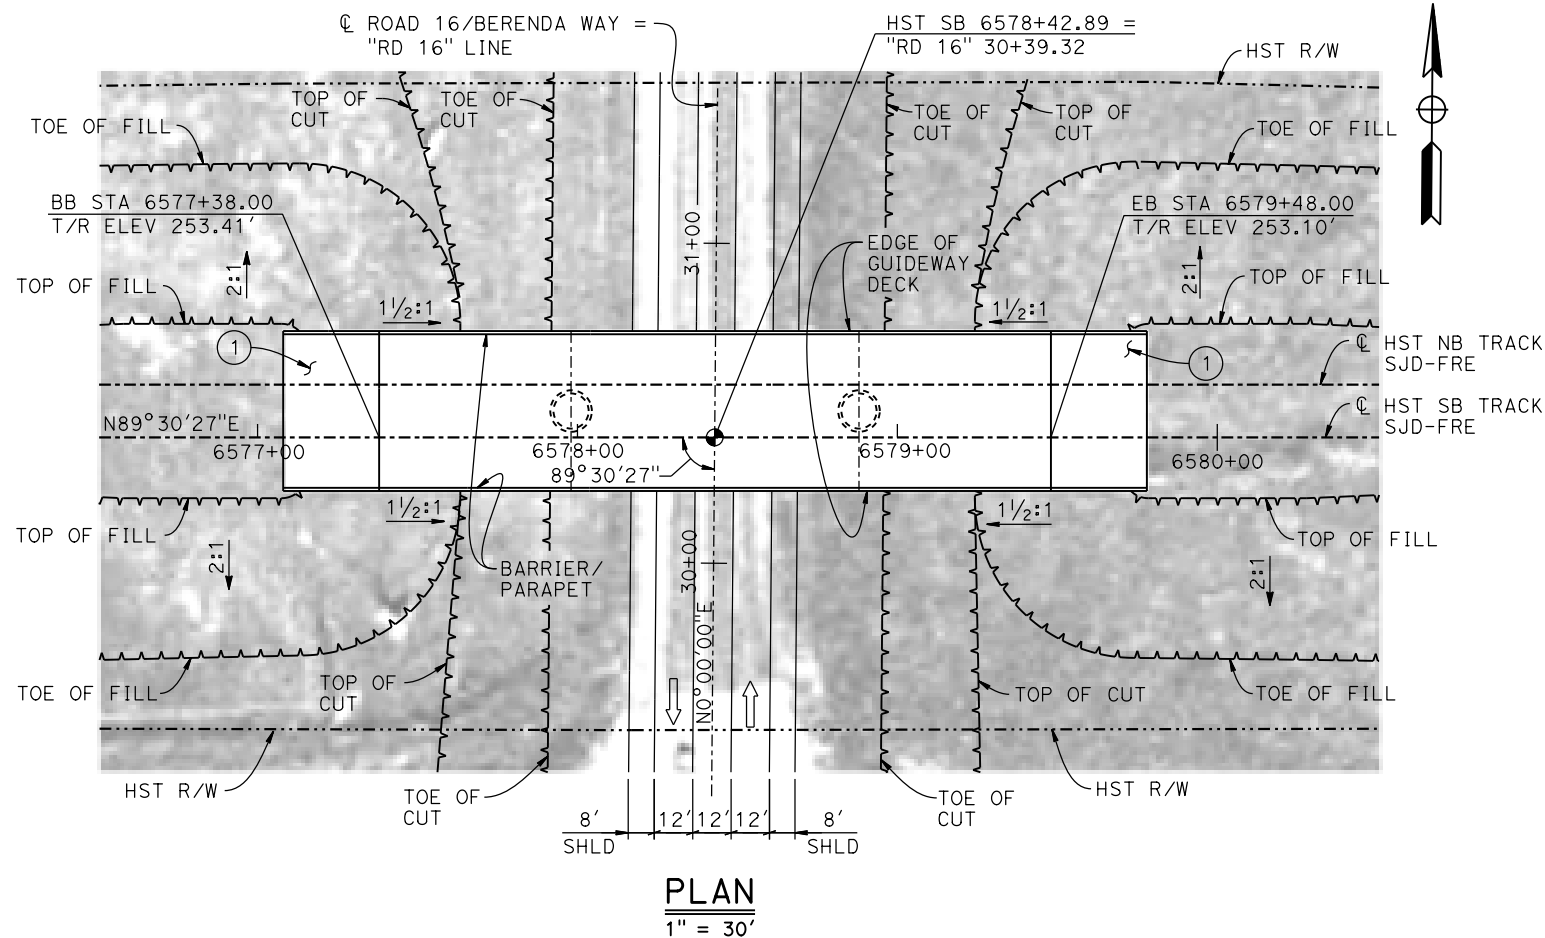 ℄ ROAD 16/BERENDA WAY =
"RD 16" LINE
HST SB 6578+42.89 =
"RD 16" 30+39.32
HST R/W
TOP OF
CUT
TOE OF
CUT
TOE OF
CUT
TOP OF
CUT
TOE OF FILL
TOE OF FILL
BB STA 6577+38.00
T/R ELEV 253.41'
EB STA 6579+48.00
T/R ELEV 253.10'
31+00
EDGE OF
GUIDEWAY
DECK
2:1
2:1
TOP OF FILL
TOP OF FILL
1½:1
1½:1
1
1
℄ HST NB TRACK
SJD-FRE
℄ HST SB TRACK
SJD-FRE
N89°30'27"E
6577+00
6578+00
6579+00
6580+00
89°30'27"
1½:1
1½:1
TOP OF FILL
TOP OF FILL
2:1
2:1
30+00
BARRIER/
PARAPET
N0°00'00"E
TOE OF FILL
TOP OF
CUT
TOP OF CUT
TOE OF FILL
HST R/W
TOE OF
CUT
TOE OF
CUT
HST R/W
8' 12' 12' 12' 8'
SHLD SHLD
PLAN
1" = 30'